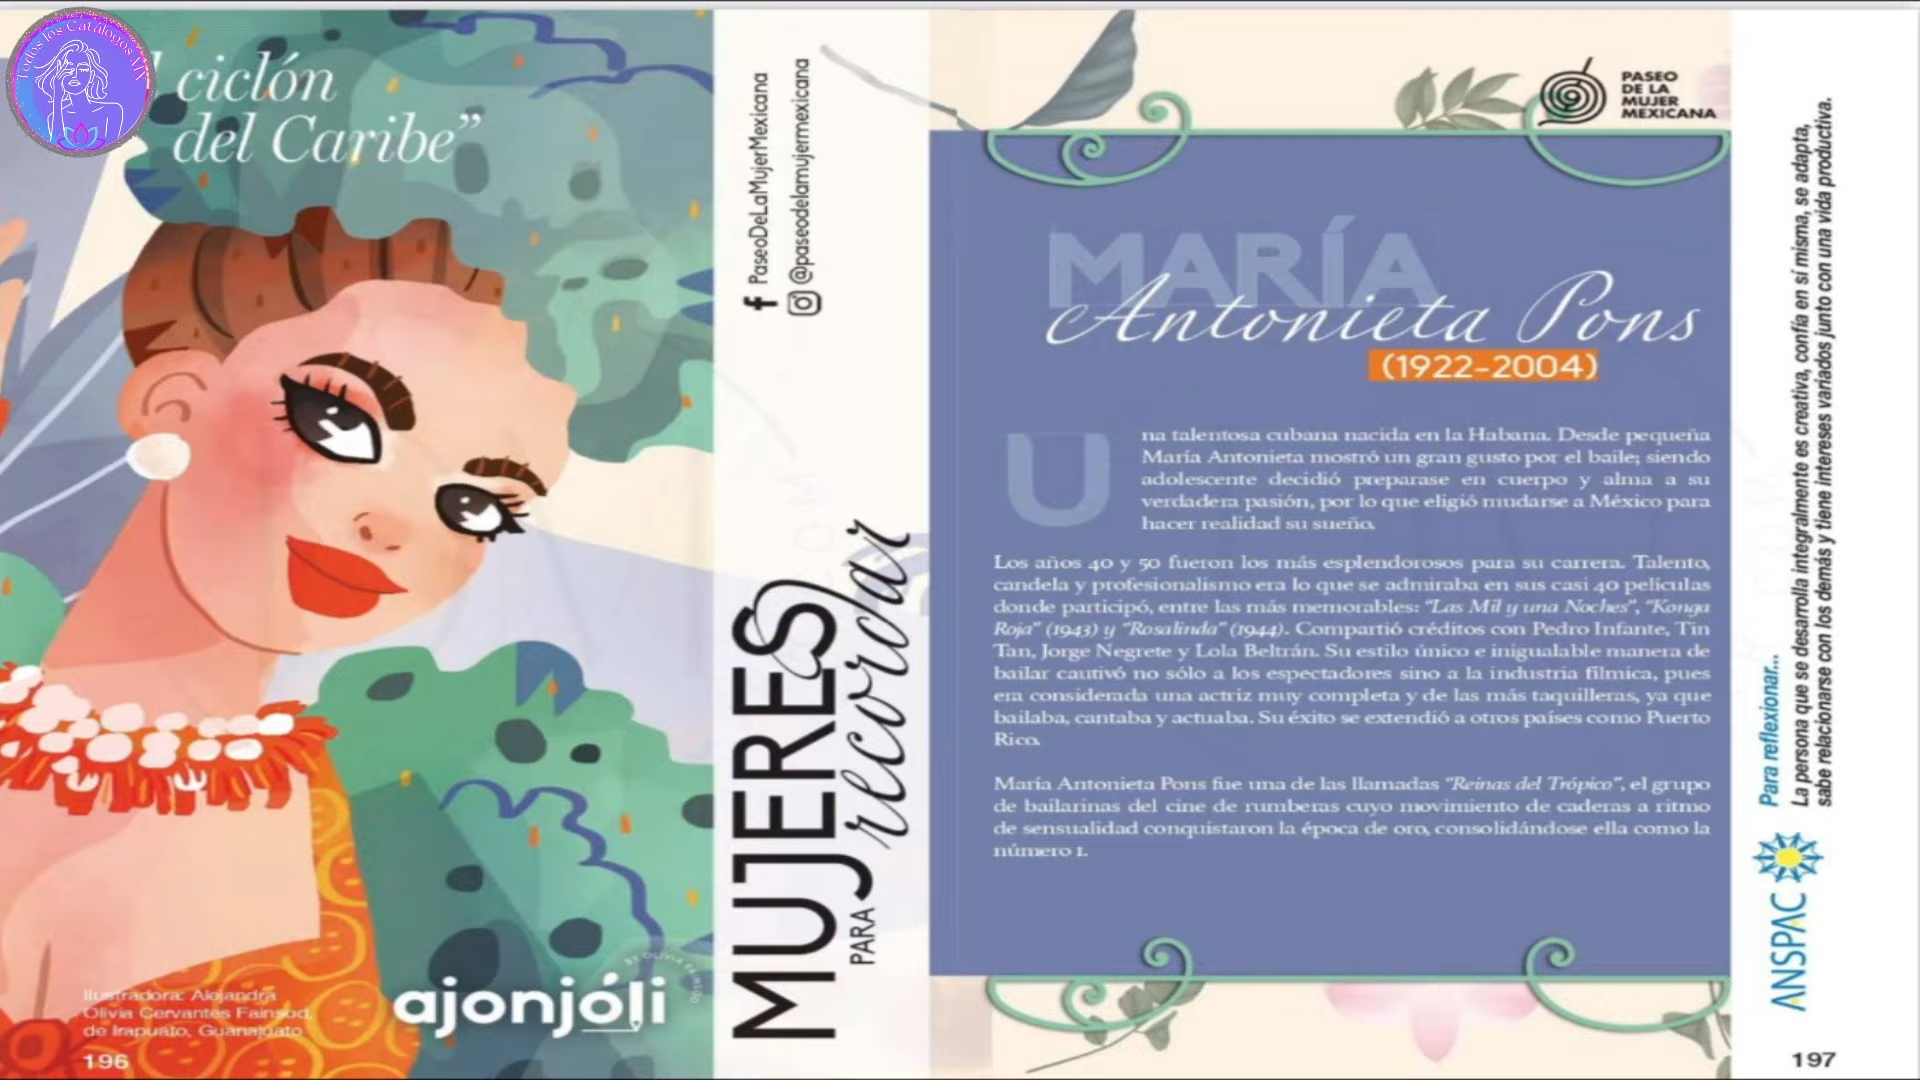 Todos los Catálogos XIV
ciclón
del Caribe”
Ilustradora: Alejandra
Olivia Cervantes Fainsod,
de Irapuato, Guanajuato
196
ajonjóli
PaseoDeLaMujerMexicana
@paseodelamujermexicana
MUJERES
PARA recordar
PASEO
DE LA
MUJER
MEXICANA
MARÍA
Antonieta Pons
(1922-2004)
Una talentosa cubana nacida en la Habana. Desde pequeña
María Antonieta mostró un gran gusto por el baile; siendo
adolescente decidió preparase en cuerpo y alma a su
verdadera pasión, por lo que eligió mudarse a México para
hacer realidad su sueño.
Los años 40 y 50 fueron los más esplendorosos para su carrera. Talento,
candela y profesionalismo era lo que se admiraba en sus casi 40 películas
donde participó, entre las más memorables: “Las Mil y una Noches”, “Konga
Roja” (1943) y “Rosalinda” (1944). Compartió créditos con Pedro Infante, Tin
Tan, Jorge Negrete y Lola Beltrán. Su estilo único e inigualable manera de
bailar cautivó no sólo a los espectadores sino a la industria fílmica, pues
era considerada una actriz muy completa y de las más taquilleras, ya que
bailaba, cantaba y actuaba. Su éxito se extendió a otros países como Puerto
Rico.
María Antonieta Pons fue una de las llamadas “Reinas del Trópico”, el grupo
de bailarinas del cine de rumberas cuyo movimiento de caderas a ritmo
de sensualidad conquistaron la época de oro, consolidándose ella como la
número 1.
ANSPAC
Para reflexionar...
La persona que se desarrolla integralmente es creativa, confía en sí misma, se adapta,
sabe relacionarse con los demás y tiene intereses variados junto con una vida productiva.
197